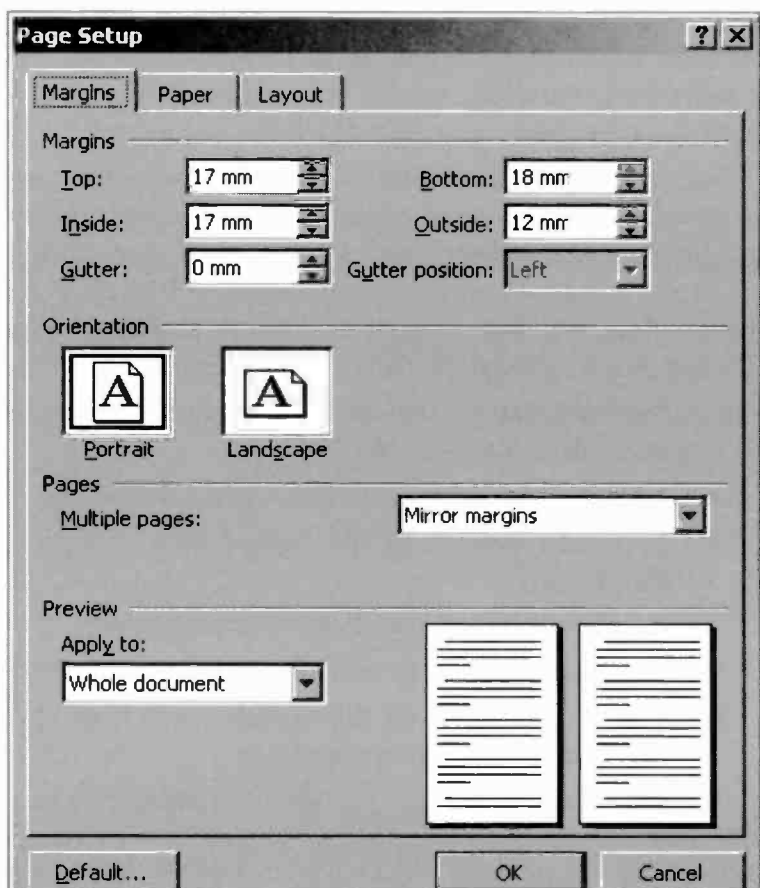 Page Setup
Margins Paper Layout
Margins
Top: 17 mm Bottom: 18 mm
Inside: 17 mm Outside: 12 mm
Gutter: 0 mm Gutter position: Left
Orientation
A A
Portrait Landscape
Pages
Multiple pages: Mirror margins
Preview
Apply to:
Whole document
Default... OK Cancel